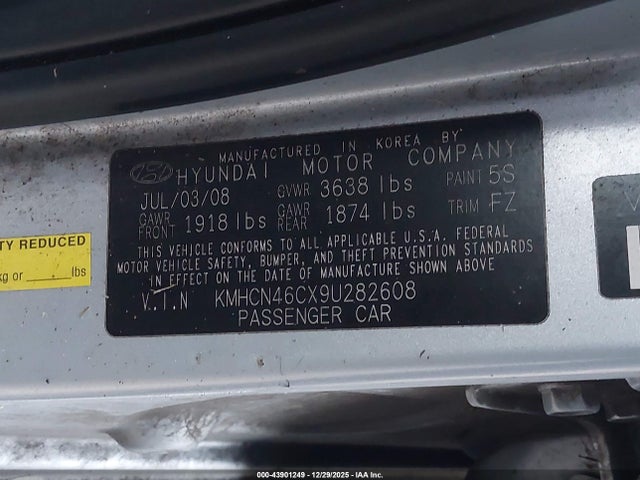 MANUFACTURED IN KOREA BY
HYUNDAI MOTOR COMPANY
JUL/03/08 GVWR 3638 lbs PAINT 5S
GAWR FRONT 1918 lbs GAWR REAR 1874 lbs TRIM FZ
THIS VEHICLE CONFORMS TO ALL APPLICABLE U.S.A. FEDERAL
MOTOR VEHICLE SAFETY, BUMPER, AND THEFT PREVENTION STANDARDS
IN EFFECT ON THE DATE OF MANUFACTURE SHOWN ABOVE
V.I.N KMHCN46CX9U282608
PASSENGER CAR
TY REDUCED
kg or ______lbs
000-43901249 - 12/29/2025 - IAA Inc.